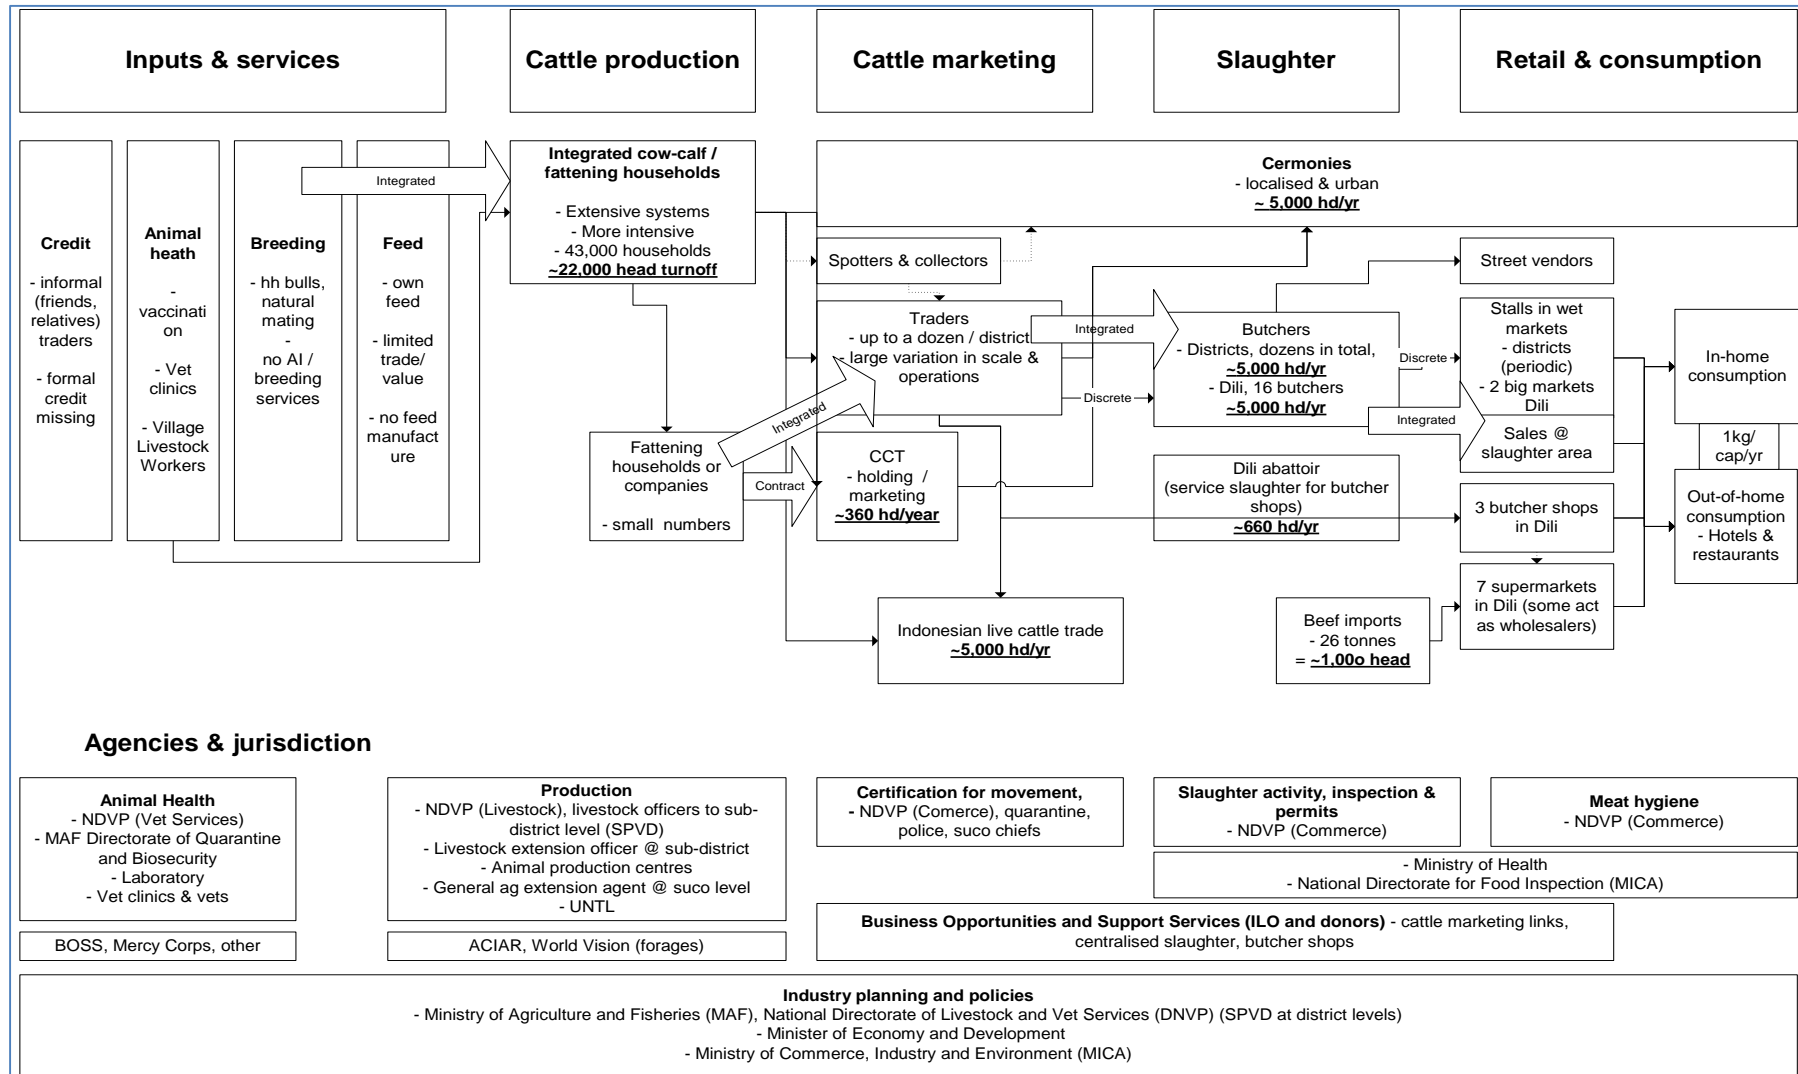 Inputs & services
Cattle production
Cattle marketing
Slaughter
Retail & consumption
Credit
- informal
(friends,
relatives)
traders
- formal
credit
missing
Animal
heath
-
vaccinati
on
- Vet
clinics
- Village
Livestock
Workers
Breeding
- hh bulls,
natural
mating
-
no AI /
breeding
services
Feed
- own
feed
- limited
trade/
value
- no feed
manufact
ure
Integrated
Integrated cow-calf /
fattening households
- Extensive systems
- More intensive
- 43,000 households
~22,000 head turnoff
Fattening
households or
companies
- small numbers
Integrated
Contract
Cermonies
- localised & urban
~ 5,000 hd/yr
Spotters & collectors
Traders
- up to a dozen / district
- large variation in scale &
operations
CCT
- holding /
marketing
~360 hd/year
Indonesian live cattle trade
~5,000 hd/yr
Integrated
Discrete
Butchers
- Districts, dozens in total,
~5,000 hd/yr
- Dili, 16 butchers
~5,000 hd/yr
Dili abattoir
(service slaughter for butcher
shops)
~660 hd/yr
Beef imports
- 26 tonnes
= ~1,00o head
Discrete
Integrated
Street vendors
Stalls in wet
markets
- districts
(periodic)
- 2 big markets
Dili
Sales @
slaughter area
3 butcher shops
in Dili
7 supermarkets
in Dili (some act
as wholesalers)
In-home
consumption
1kg/
cap/yr
Out-of-home
consumption
- Hotels &
restaurants
Agencies & jurisdiction
Animal Health
- NDVP (Vet Services)
- MAF Directorate of Quarantine
and Biosecurity
- Laboratory
- Vet clinics & vets
BOSS, Mercy Corps, other
Production
- NDVP (Livestock), livestock officers to sub-
district level (SPVD)
- Livestock extension officer @ sub-district
- Animal production centres
- General ag extension agent @ suco level
- UNTL
ACIAR, World Vision (forages)
Certification for movement,
- NDVP (Comerce), quarantine,
police, suco chiefs
Slaughter activity, inspection &
permits
- NDVP (Commerce)
Meat hygiene
- NDVP (Commerce)
- Ministry of Health
- National Directorate for Food Inspection (MICA)
Business Opportunities and Support Services (ILO and donors) - cattle marketing links,
centralised slaughter, butcher shops
Industry planning and policies
- Ministry of Agriculture and Fisheries (MAF), National Directorate of Livestock and Vet Services (DNVP) (SPVD at district levels)
- Minister of Economy and Development
- Ministry of Commerce, Industry and Environment (MICA)